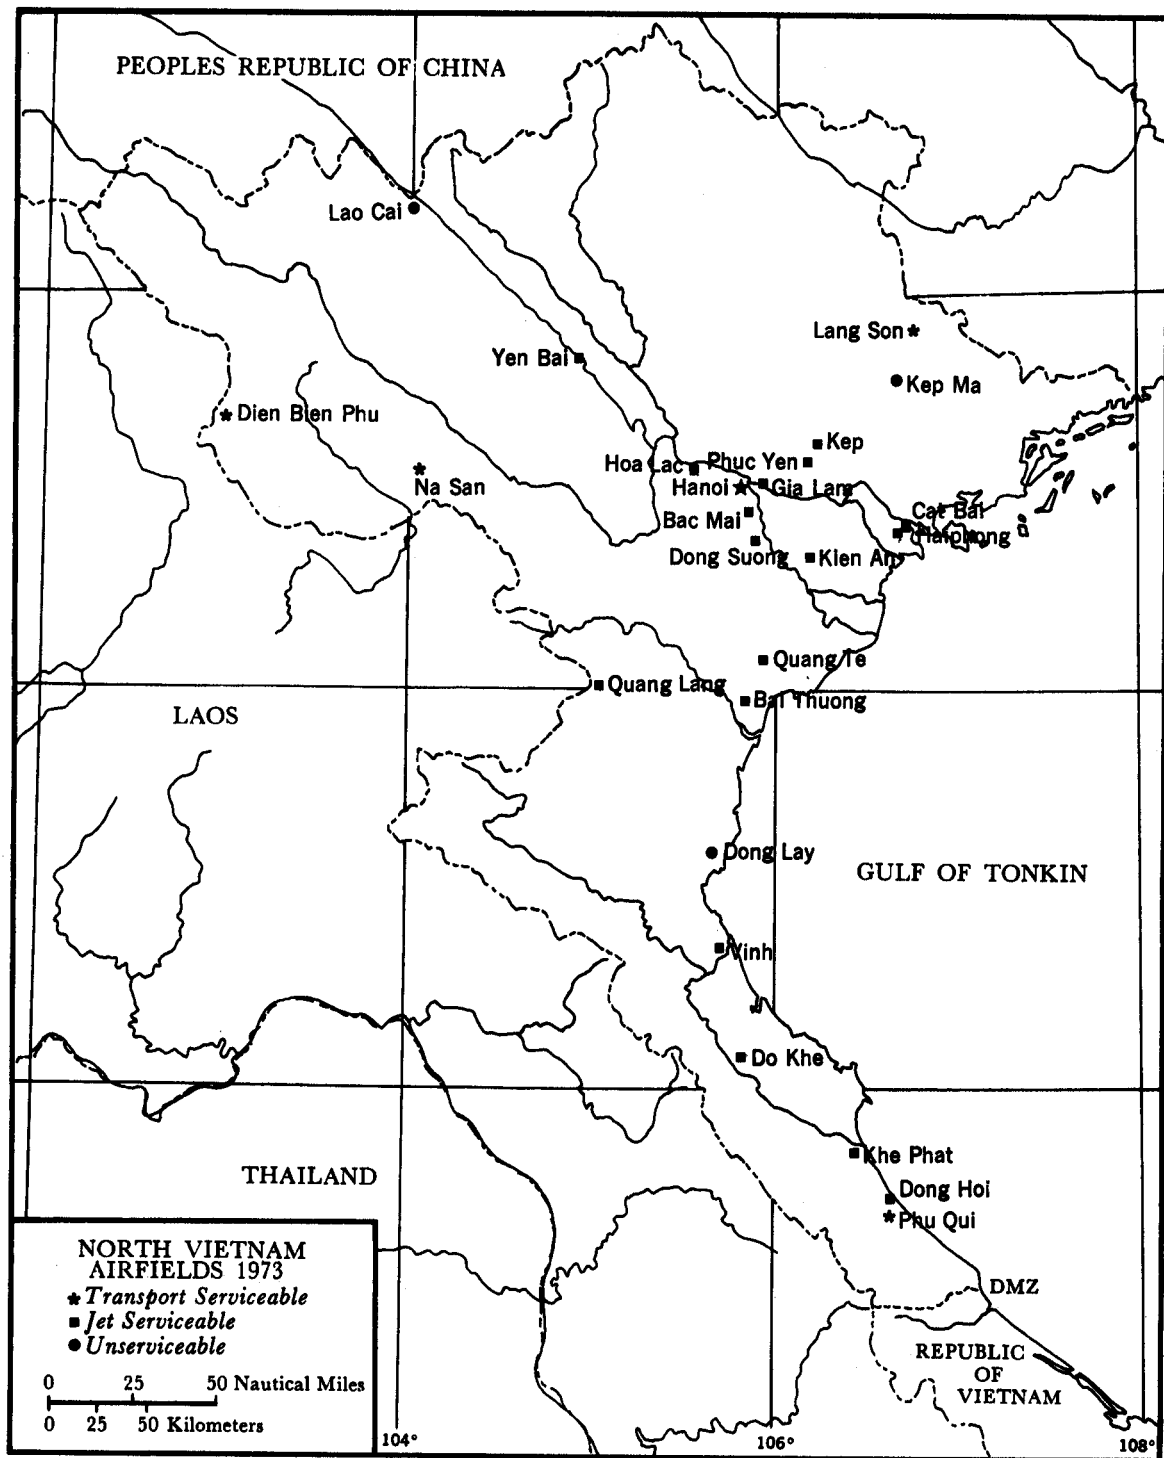 PEOPLES REPUBLIC OF CHINA
Lao Cai
Lang Son
Yen Bai
Kep Ma
Dien Bien Phu
Kep
Hoa Lac
Phuc Yen
Na San
Hanoi
Gia Lam
Cat Bai
Bac Mai
Haiphong
Dong Suong
Kien An
Quang Te
Quang Lang
Bai Thuong
LAOS
Dong Lay
GULF OF TONKIN
Vinh
Do Khe
Khe Phat
THAILAND
Dong Hoi
Phu Qui
DMZ
REPUBLIC
OF
VIETNAM
NORTH VIETNAM
AIRFIELDS 1973
Transport Serviceable
Jet Serviceable
Unserviceable
0 25 50 Nautical Miles
0 25 50 Kilometers
104° 106° 108°